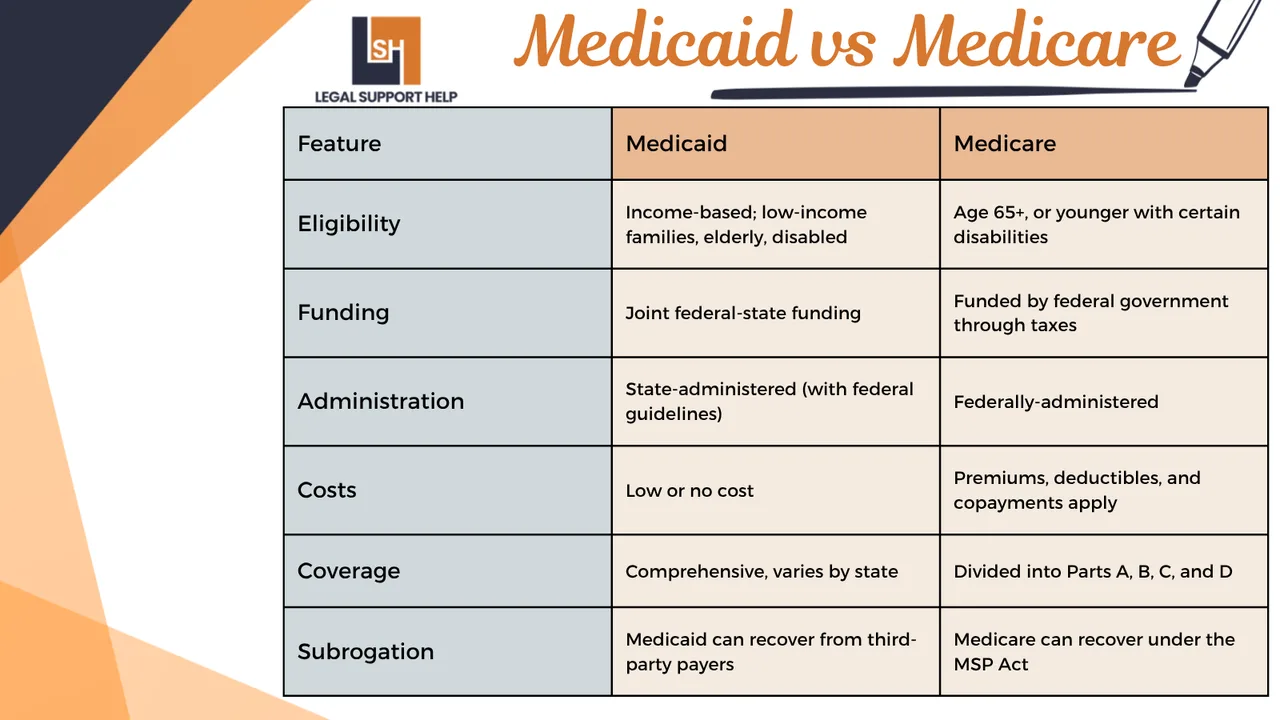 Medicaid vs Medicare
LSH
LEGAL SUPPORT HELP
Feature
Medicaid
Medicare
Eligibility
Income-based; low-income
families, elderly, disabled
Age 65+, or younger with certain
disabilities
Funding
Joint federal-state funding
Funded by federal government
through taxes
Administration
State-administered (with federal
guidelines)
Federally-administered
Costs
Low or no cost
Premiums, deductibles, and
copayments apply
Coverage
Comprehensive, varies by state
Divided into Parts A, B, C, and D
Subrogation
Medicaid can recover from third-
party payers
Medicare can recover under the
MSP Act